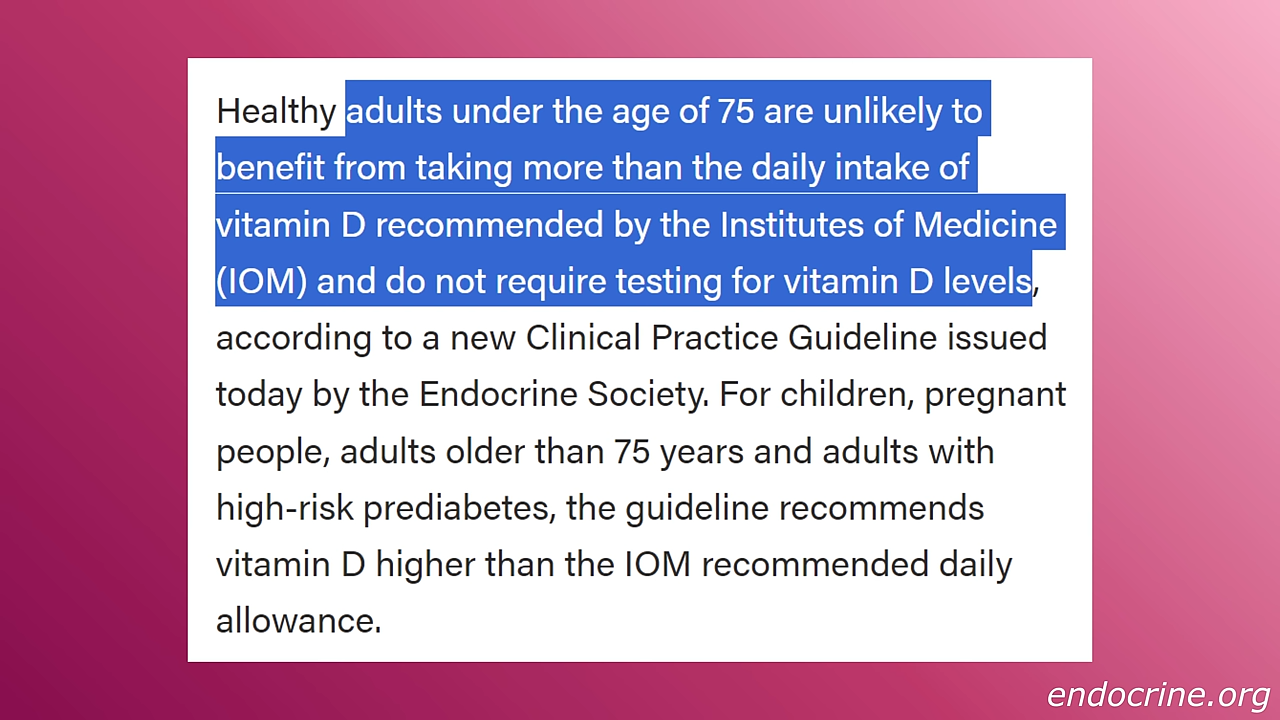 Healthy adults under the age of 75 are unlikely to
benefit from taking more than the daily intake of
vitamin D recommended by the Institutes of Medicine
(IOM) and do not require testing for vitamin D levels,
according to a new Clinical Practice Guideline issued
today by the Endocrine Society. For children, pregnant
people, adults older than 75 years and adults with
high-risk prediabetes, the guideline recommends
vitamin D higher than the IOM recommended daily
allowance.
endocrine.org